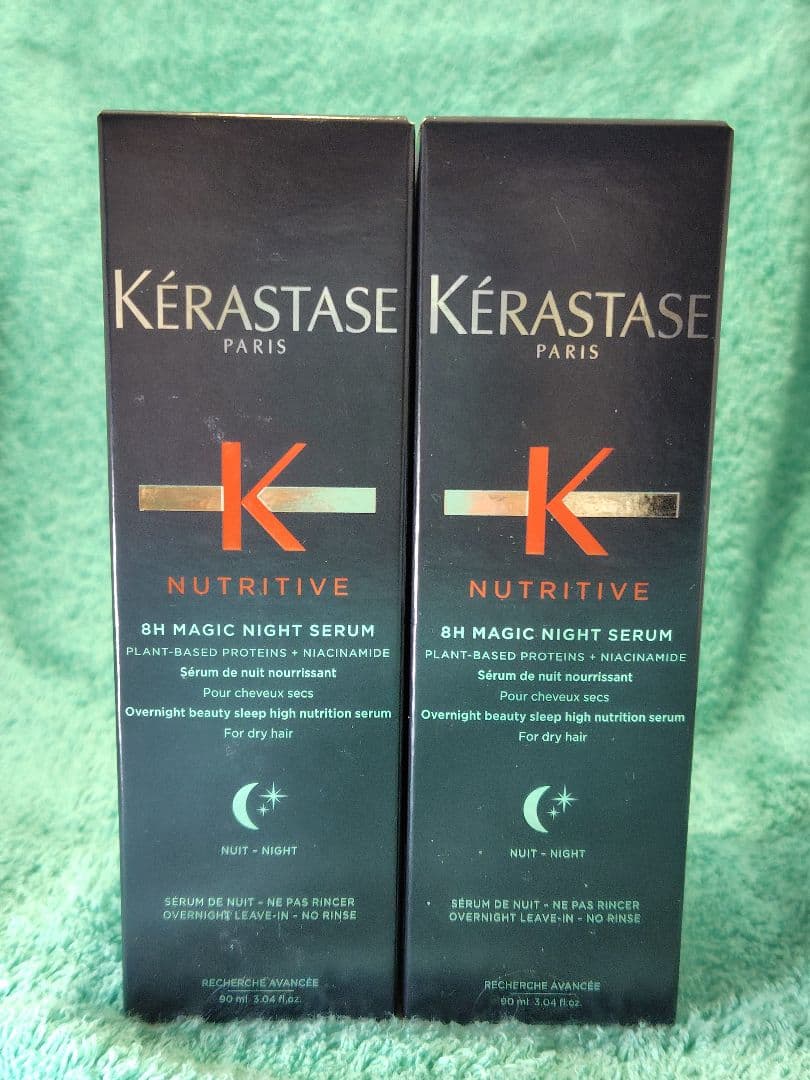 KÉRASTASE
PARIS
K
NUTRITIVE
8H MAGIC NIGHT SERUM
PLANT-BASED PROTEINS + NIACINAMIDE
Sérum de nuit nourrissant
Pour cheveux secs
Overnight beauty sleep high nutrition serum
For dry hair
NUIT - NIGHT
SÉRUM DE NUIT - NE PAS RINCER
OVERNIGHT LEAVE-IN - NO RINSE
RECHERCHE AVANCÉE
90 ml 3.04 fl.oz.
KÉRASTASE
PARIS
K
NUTRITIVE
8H MAGIC NIGHT SERUM
PLANT-BASED PROTEINS + NIACINAMIDE
Sérum de nuit nourrissant
Pour cheveux secs
Overnight beauty sleep high nutrition serum
For dry hair
NUIT - NIGHT
SÉRUM DE NUIT - NE PAS RINCER
OVERNIGHT LEAVE-IN - NO RINSE
RECHERCHE AVANCÉE
90 ml 3.04 fl.oz.